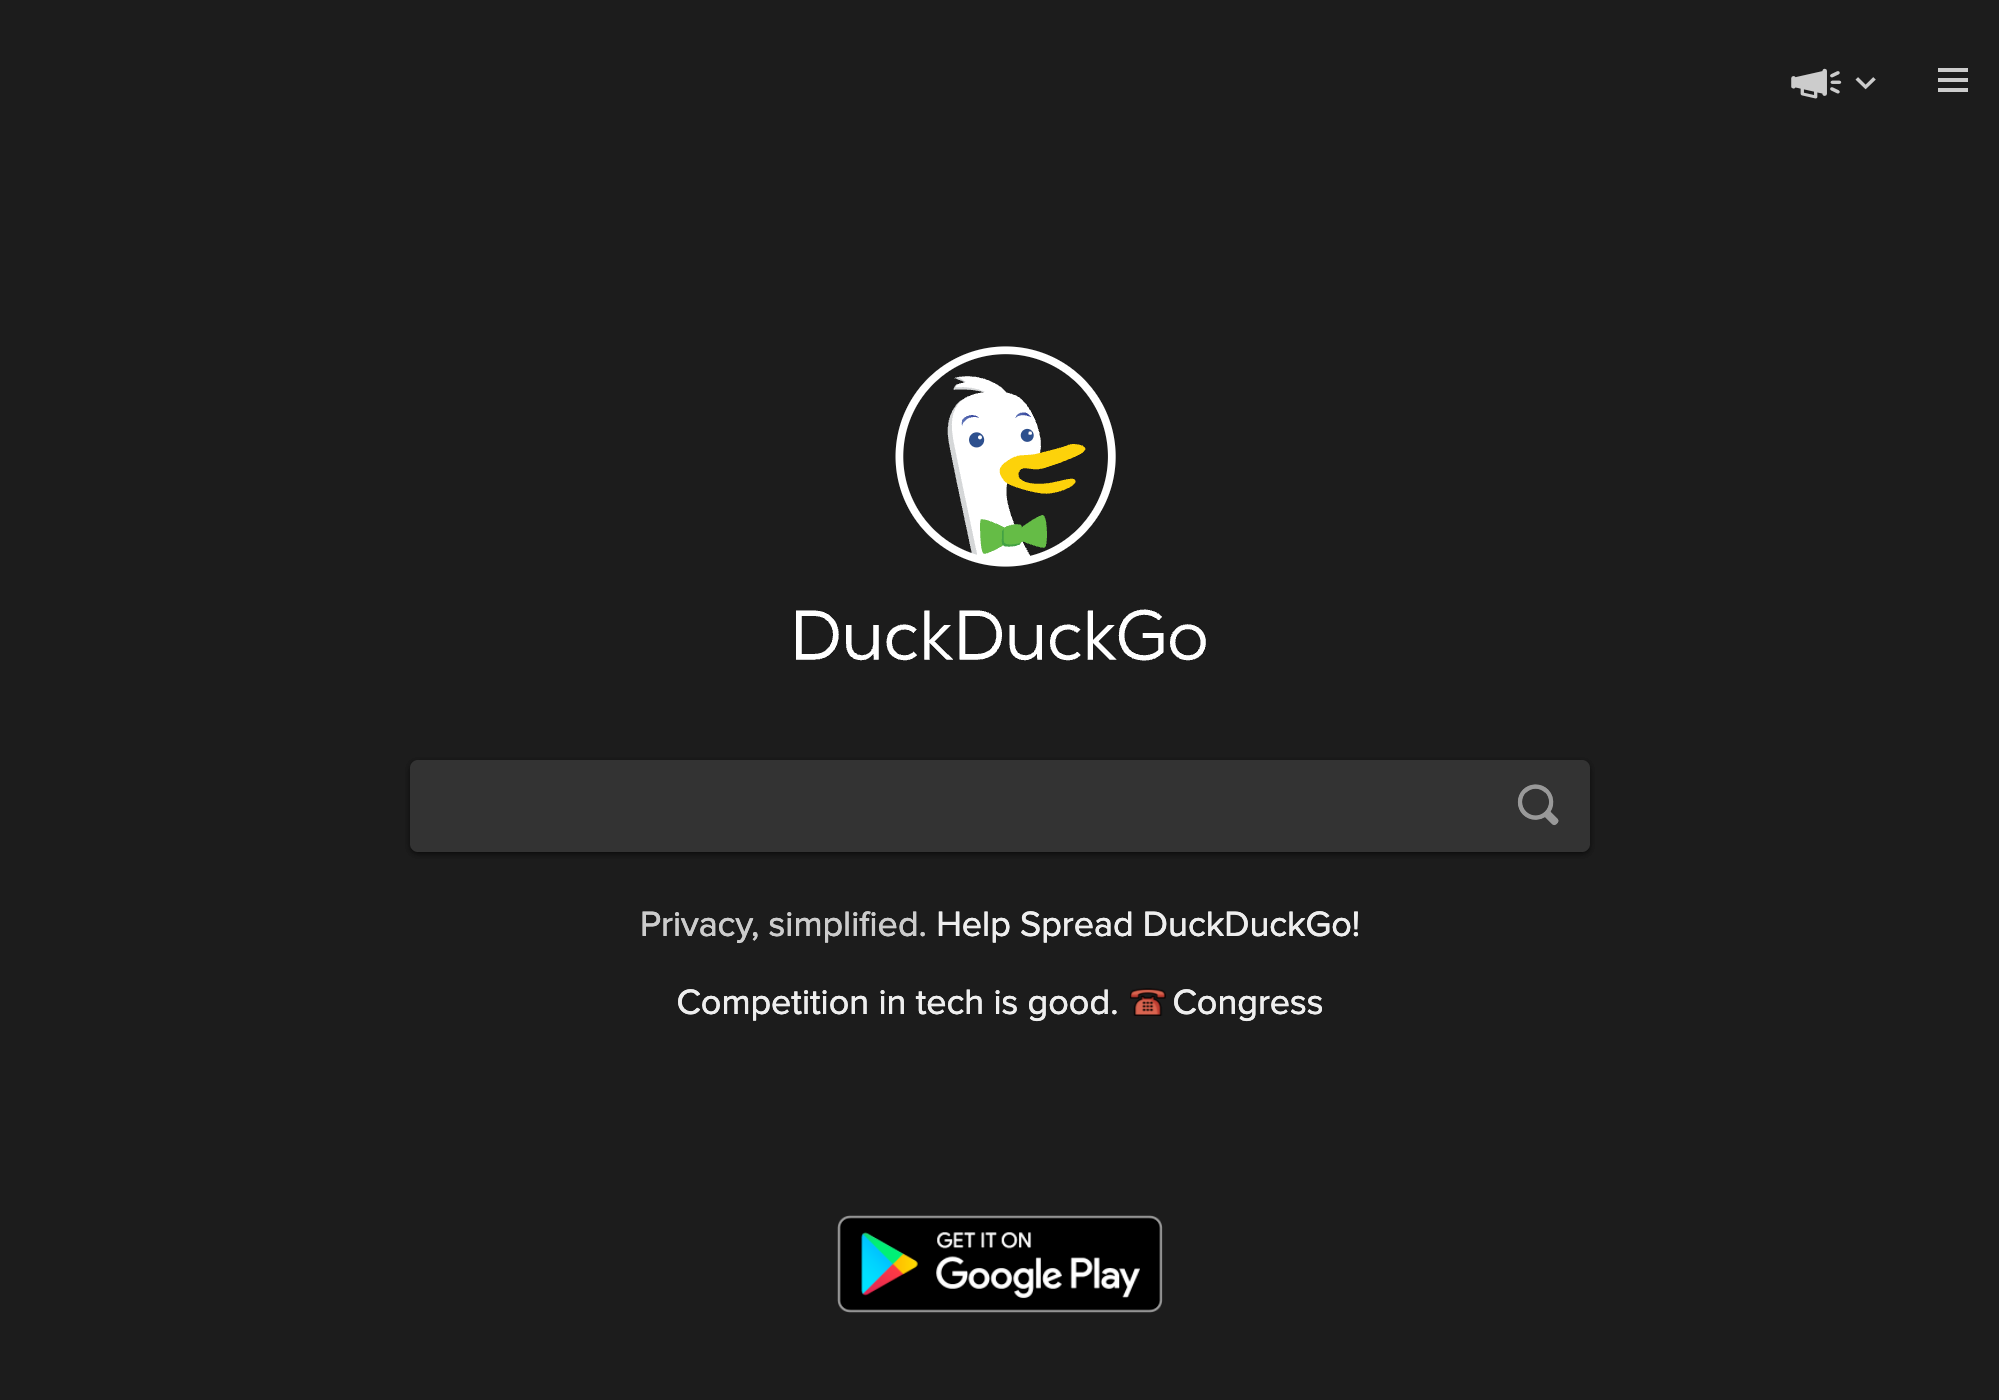 DuckDuckGo
Privacy, simplified. Help Spread DuckDuckGo!
Competition in tech is good. ☎️ Congress
GET IT ON
Google Play